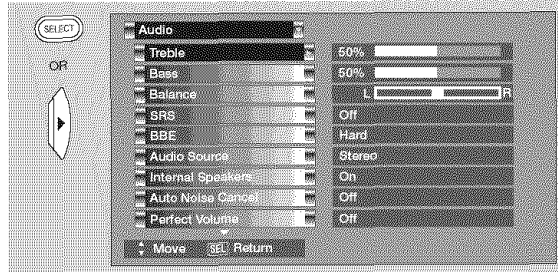 SELECT
OR
Audio
Treble 50%
Bass 50%
Balance L R
SRS Off
BBE Hard
Audio Source Stereo
Internal Speakers On
Auto Noise Cancel Off
Perfect Volume Off
Move SEL Return